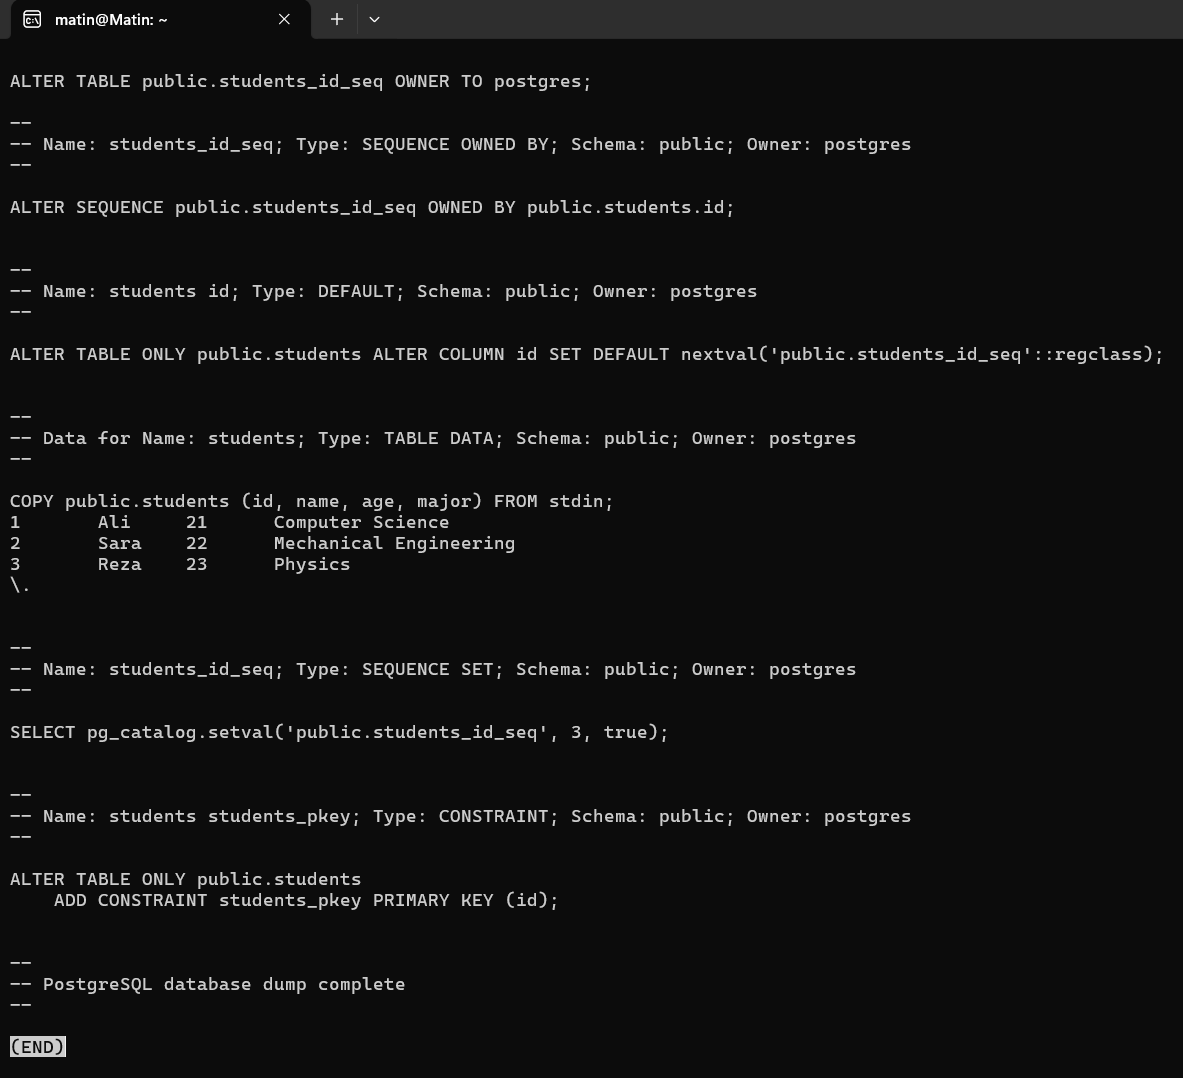 matin@Matin: ~
ALTER TABLE public.students_id_seq OWNER TO postgres;
--
-- Name: students_id_seq; Type: SEQUENCE OWNED BY; Schema: public; Owner: postgres
--
ALTER SEQUENCE public.students_id_seq OWNED BY public.students.id;
--
-- Name: students id; Type: DEFAULT; Schema: public; Owner: postgres
--
ALTER TABLE ONLY public.students ALTER COLUMN id SET DEFAULT nextval('public.students_id_seq'::regclass);
--
-- Data for Name: students; Type: TABLE DATA; Schema: public; Owner: postgres
--
COPY public.students (id, name, age, major) FROM stdin;
1	Ali	21	Computer Science
2	Sara	22	Mechanical Engineering
3	Reza	23	Physics
\.
--
-- Name: students_id_seq; Type: SEQUENCE SET; Schema: public; Owner: postgres
--
SELECT pg_catalog.setval('public.students_id_seq', 3, true);
--
-- Name: students students_pkey; Type: CONSTRAINT; Schema: public; Owner: postgres
--
ALTER TABLE ONLY public.students
    ADD CONSTRAINT students_pkey PRIMARY KEY (id);
--
-- PostgreSQL database dump complete
--
(END)